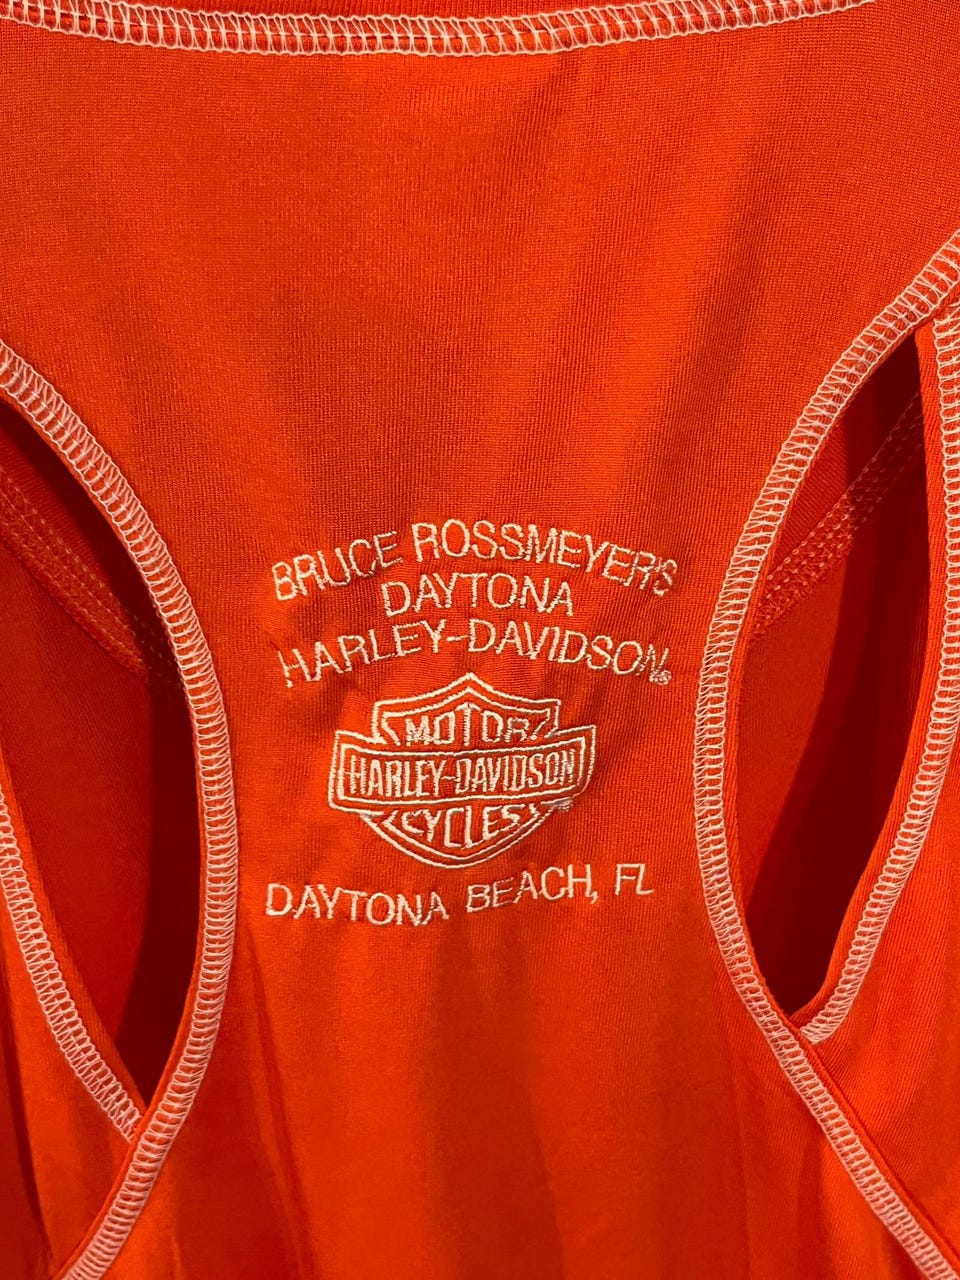 BRUCE ROSSMEYER'S
DAYTONA
HARLEY-DAVIDSON®
MOTOR
HARLEY-DAVIDSON
CYCLES
DAYTONA BEACH, FL